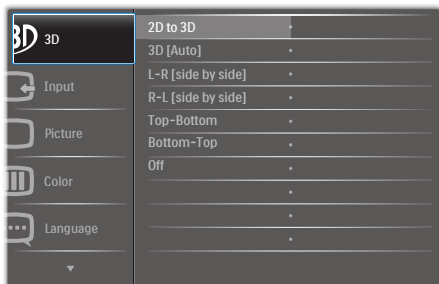 3D 3D
Input
Picture
Color
Language
2D to 3D
3D [Auto]
L-R [side by side]
R-L [side by side]
Top-Bottom
Bottom-Top
Off